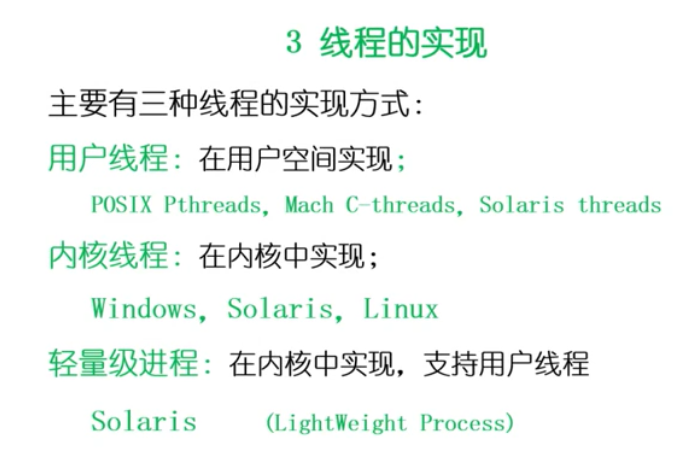 3 线程的实现
主要有三种线程的实现方式:
用户线程: 在用户空间实现;
POSIX Pthreads, Mach C-threads, Solaris threads
内核线程: 在内核中实现;
Windows, Solaris, Linux
轻量级进程: 在内核中实现, 支持用户线程
Solaris (LightWeight Process)